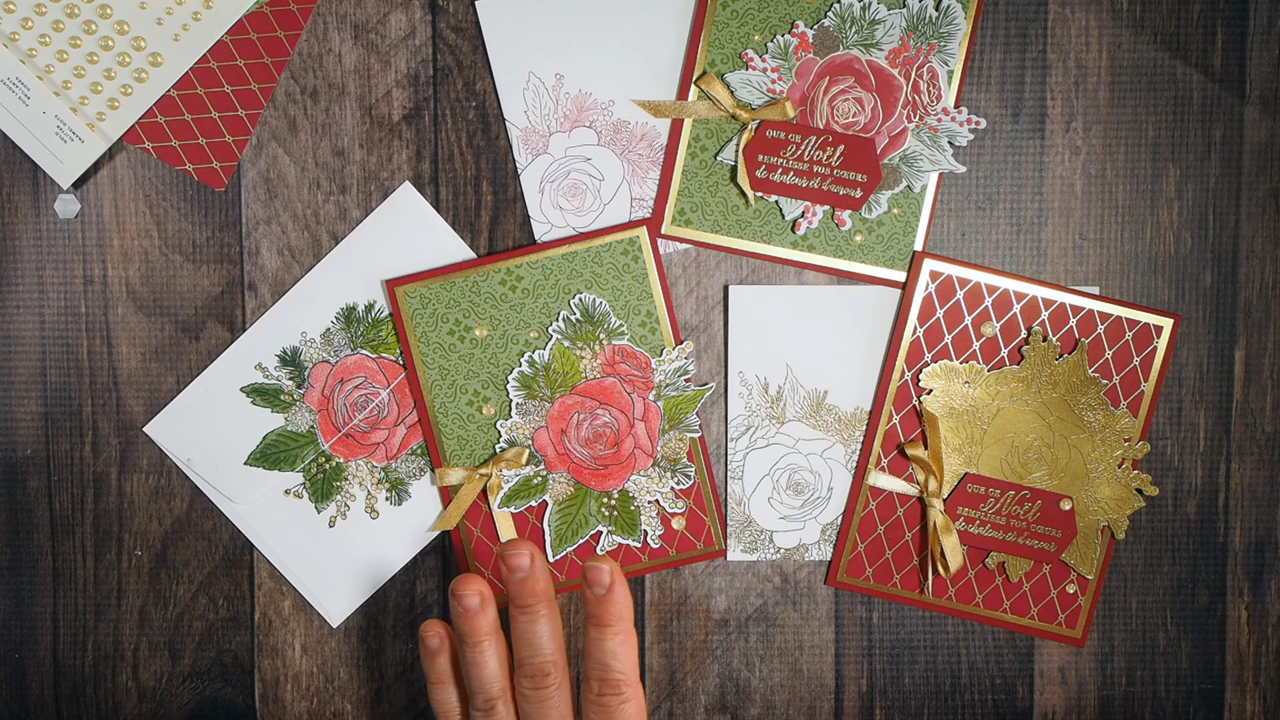 QUE CE
Noël
REMPLISSE VOS CŒURS
de chaleur et d'amour
QUE CE
Noël
REMPLISSE VOS CŒURS
de chaleur et d'amour